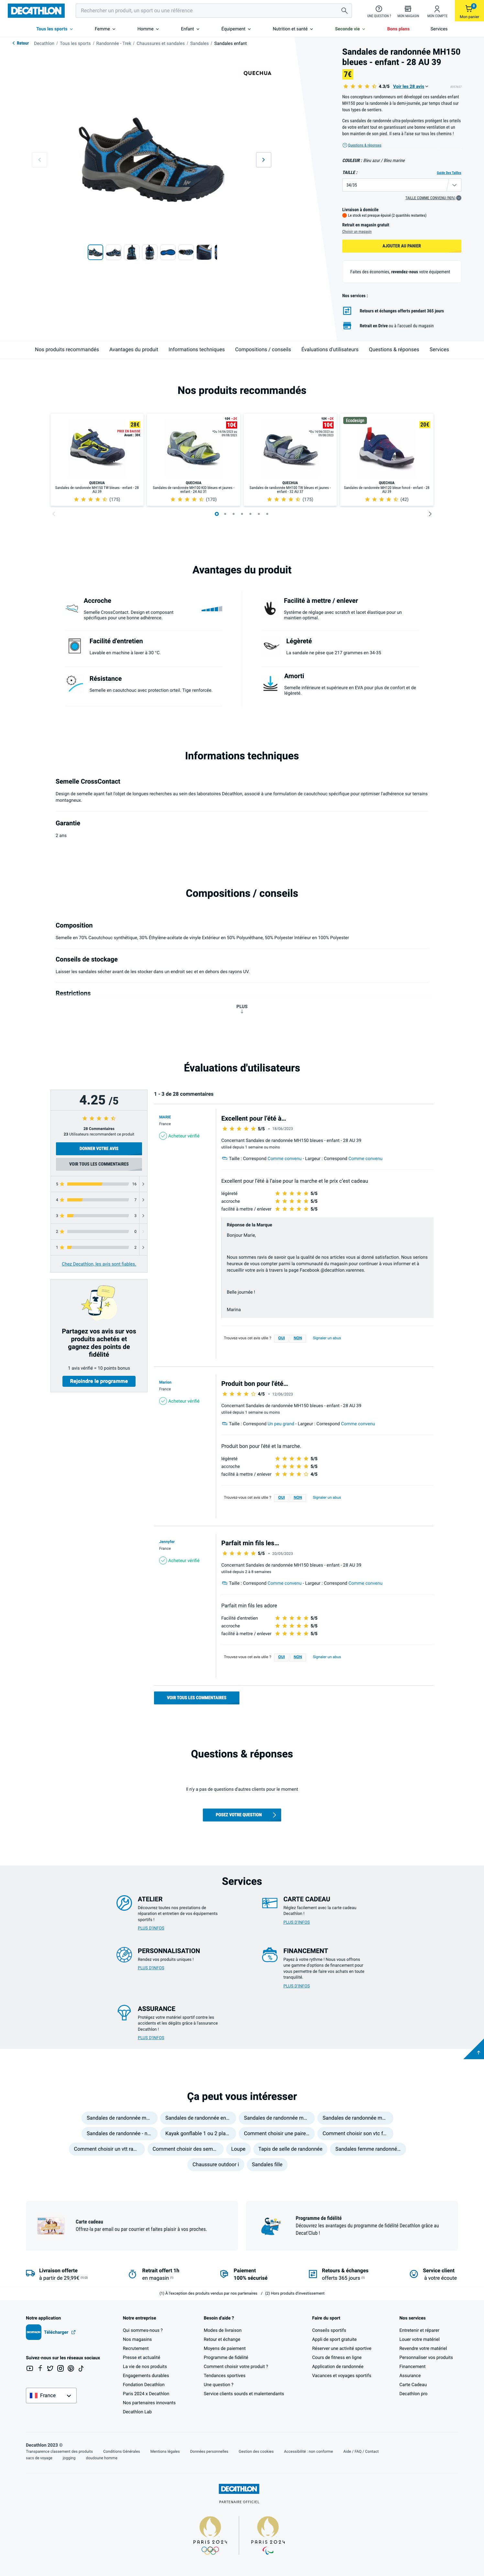 DECATHLON
Rechercher un produit, un sport ou une référence
UNE QUESTION ?
MON MAGASIN
MON COMPTE
Mon panier
Tous les sports
Femme
Homme
Enfant
Équipement
Nutrition et santé
Seconde vie
Bons plans
Services
Retour
Decathlon / Tous les sports / Randonnée - Trek / Chaussures et sandales / Sandales / Sandales enfant
QUECHUA
Sandales de randonnée MH150 bleues - enfant - 28 AU 39
7€
4.3/5 Voir les 28 avis
Nos concepteurs randonneurs ont développé ces sandales enfant MH150 pour la randonnée à la demi-journée, par temps chaud sur tous chemins.
Ces sandales de randonnée ultra-polyvalentes protègent les orteils de votre enfant tout en garantissant une bonne ventilation et un bon maintien de son pied. Il sera à l'aise sur tous les chemins !
Questions & réponses
COULEUR : Bleu azur / Bleu marine
TAILLE :
Guide Des Tailles
34/35
TAILLE COMME CONVENU (96%)
Livraison à domicile
Le stock est presque épuisé (2 quantités restantes)
Retrait en magasin gratuit
Choisir un magasin
AJOUTER AU PANIER
Faites des économies, revendez-nous votre équipement
Nos services :
Retours et échanges offerts pendant 365 jours
Retrait en Drive ou à l'accueil du magasin
Nos produits recommandés
Avantages du produit
Informations techniques
Compositions / conseils
Évaluations d'utilisateurs
Questions & réponses
Services
Nos produits recommandés
28€
PRIX EN BAISSE
Avant : 30€
QUECHUA
Sandales de randonnée MH150 TW bleues - enfant - 28 AU 39
(175)
10€
QUECHUA
Sandales de randonnée MH100 KID bleues et jaunes - enfant - 24 AU 31
(170)
10€
QUECHUA
Sandales de randonnée MH100 TW bleues et jaunes - enfant - 32 AU 37
(175)
Ecodesign
20€
QUECHUA
Sandales de randonnée MH120 bleue foncé - enfant - 28 AU 39
(42)
Avantages du produit
Accroche
Semelle CrossContact: Design et composition spécifiques pour une bonne adhérence.
Facilité à mettre / enlever
Système de réglage avec scratch et lacet élastique pour un maintien optimal.
Facilité d'entretien
Lavable en machine à laver à 30 °C.
Légèreté
La sandale ne pèse que 217 grammes en 34-35
Résistance
Semelle en caoutchouc avec protection orteil. Tige renforcée.
Amorti
Semelle inférieure et supérieure en EVA pour plus de confort et de légèreté.
Informations techniques
Semelle CrossContact
Design de semelle ayant fait l'objet de longues recherches au sein des laboratoires Décathlon, associé à une formulation de caoutchouc spécifique pour optimiser l'adhérence sur terrains montagneux.
Garantie
2 ans
Compositions / conseils
Composition
Semelle en 70% Caoutchouc synthétique, 30% Éthylène-acétate de vinyle Extérieur en 50% Polyuréthane, 50% Polyester Intérieur en 100% Polyester
Conseils de stockage
Laisser les sandales sécher avant de les stocker dans un endroit sec et en dehors des rayons UV.
Restrictions
PLUS
Évaluations d'utilisateurs
4.25 /5
28 Commentaires
23 Utilisateurs recommandent ce produit
DONNER VOTRE AVIS
VOIR TOUS LES COMMENTAIRES
5 16
4 7
3 3
2 0
1 2
Chez Decathlon, les avis sont fiables.
Partagez vos avis sur vos produits achetés et gagnez des points de fidélité
1 avis vérifié = 10 points bonus
Rejoindre le programme
1 - 3 de 28 commentaires
MARIE
France
Acheteur vérifié
Excellent pour l'été à…
5/5 • 18/06/2023
Concernant Sandales de randonnée MH150 bleues - enfant - 28 AU 39
utilisé depuis 1 semaine ou moins
Taille : Correspond Comme convenu - Largeur : Correspond Comme convenu
Excellent pour l'été à l'aise pour la marche et le prix c'est cadeau
légèreté 5/5
accroche 5/5
facilité à mettre / enlever 5/5
Réponse de la Marque
Bonjour Marie,
Nous sommes ravis de savoir que la qualité de nos articles vous ai donné satisfaction. Nous serions heureux de compter parmi la communauté de passion de magasin pour continuer à vous informer et à recueillir votre avis à travers la page Facebook @decathlon varennes.
Belle journée !
Marina
Trouvez-vous cet avis utile ? OUI NON Signaler un abus
Marion
France
Acheteur vérifié
Produit bon pour l'été…
4/5 • 12/06/2023
Concernant Sandales de randonnée MH150 bleues - enfant - 28 AU 39
utilisé depuis 1 semaine ou moins
Taille : Correspond Un peu grand - Largeur : Correspond Comme convenu
Produit bon pour l'été et la marche.
légèreté 5/5
accroche 5/5
facilité à mettre / enlever 4/5
Trouvez-vous cet avis utile ? OUI NON Signaler un abus
Jennyfer
France
Acheteur vérifié
Parfait min fils les…
5/5 • 30/05/2023
Concernant Sandales de randonnée MH150 bleues - enfant - 28 AU 39
utilisé depuis 2 à 8 semaines
Taille : Correspond Comme convenu - Largeur : Correspond Comme convenu
Parfait min fils les adore
Facilité d'entretien 5/5
accroche 5/5
facilité à mettre / enlever 5/5
Trouvez-vous cet avis utile ? OUI NON Signaler un abus
VOIR TOUS LES COMMENTAIRES
Questions & réponses
Il n'y a pas de questions d'autres clients pour le moment
POSEZ VOTRE QUESTION
Services
ATELIER
Découvrez toutes nos prestations de réparation et entretien de vos équipements sportifs !
PLUS D'INFOS
CARTE CADEAU
Réglez facilement avec la carte cadeau Decathlon !
PLUS D'INFOS
PERSONNALISATION
Rendez vos produits uniques !
PLUS D'INFOS
FINANCEMENT
Payez à votre rythme ! Nous vous offrons une gamme d'options de financement pour vous permettre de faire vos achats en toute tranquilité.
PLUS D'INFOS
ASSURANCE
Protégez votre matériel sportif contre les accidents et les dégâts grâce à l'assurance Decathlon !
PLUS D'INFOS
Ça peut vous intéresser
Sandales de randonnée m…
Sandales de randonnée en…
Sandales de randonnée m…
Sandales de randonnée m…
Sandales de randonnée - n…
Kayak gonflable 1 ou 2 pla…
Comment choisir une paire…
Comment choisir son vtc f…
Comment choisir un vtt ra…
Comment choisir des sem…
Loupe
Tapis de selle de randonnée
Sandales femme randonné…
Chaussure outdoor i
Sandales fille
Carte cadeau
Offrez-la par email ou par courrier et faites plaisir à vos proches.
Programme de fidélité
Découvrez les avantages du programme de fidélité Decathlon grâce au Decat'Club !
Livraison offerte
à partir de 29,99€
Retrait offert 1h
en magasin
Paiement
100% sécurisé
Retours & échanges
offerts 365 jours
Service client
à votre écoute
(1) À l'exception des produits vendus par nos partenaires / (2) Hors produits d'investissement
Notre application
Télécharger
Suivez-nous sur les réseaux sociaux
France
Notre entreprise
Qui sommes-nous ?
Nos magasins
Recrutement
Presse et actualité
La vie de nos produits
Engagements durables
Fondation Decathlon
Paris 2024 x Decathlon
Nos partenaires innovants
Decathlon Lab
Besoin d'aide ?
Modes de livraison
Retour et échange
Moyens de paiement
Programme de fidélité
Comment choisir votre produit ?
Tendances sportives
Une question ?
Service clients sourds et malentendants
Faire du sport
Conseils sportifs
Appli de sport gratuite
Réserver une activité sportive
Cours de fitness en ligne
Application de randonnée
Vacances et voyages sportifs
Nos services
Entretenir et réparer
Louer votre matériel
Revendre votre matériel
Personnaliser vos produits
Financement
Assurance
Carte Cadeau
Decathlon pro
Decathlon 2023 ©
Transparence classement des produits
Conditions Générales
Mentions légales
Données personnelles
Gestion des cookies
Accessibilité : non conforme
Aide / FAQ / Contact
sacs de voyage
jogging
doudoune homme
DECATHLON
PARTENAIRE OFFICIEL
PARIS 2024
PARIS 2024